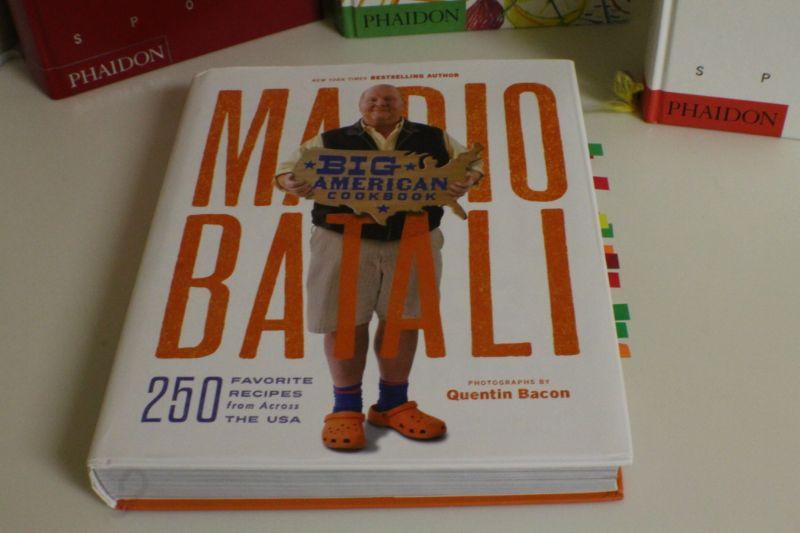 S P O
PHAIDON
PHAIDON
S P
PHAIDON
NEW YORK TIMES BESTSELLING AUTHOR
MARIO
BIG
AMERICAN
COOKBOOK
BATALI
250 FAVORITE
RECIPES
from Across
THE USA
PHOTOGRAPHS BY
Quentin Bacon